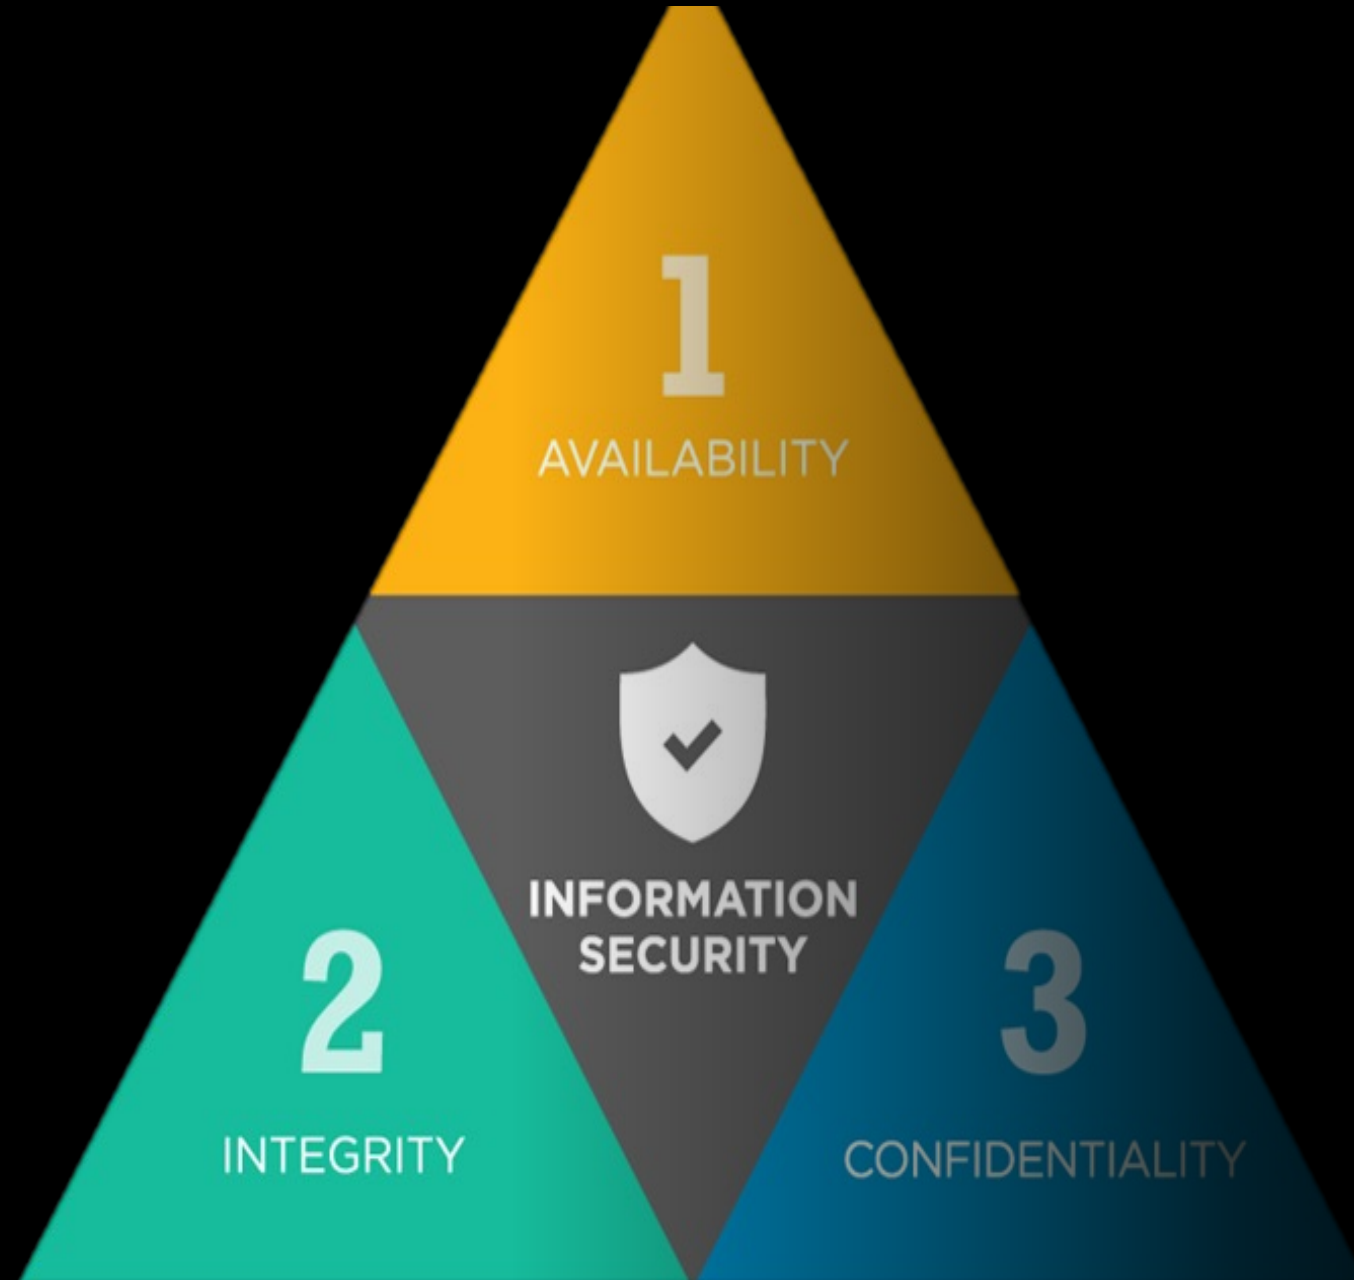 1
AVAILABILITY
INFORMATION
SECURITY
2
INTEGRITY
3
CONFIDENTIALITY